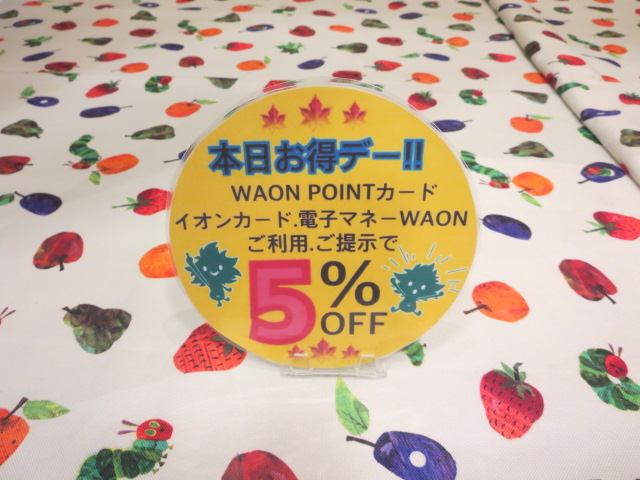 本日お得デー!!
WAON POINTカード
イオンカード.電子マネーWAON
ご利用.ご提示で
5%
OFF